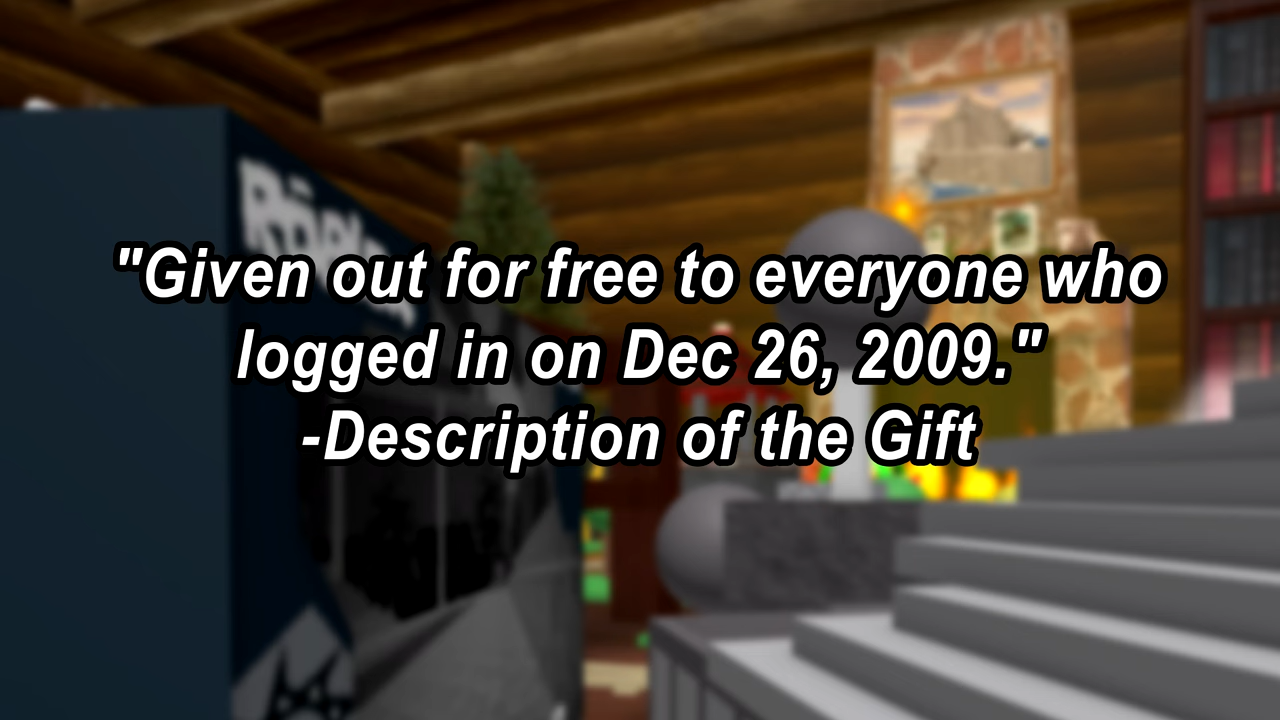 "Given out for free to everyone who
logged in on Dec 26, 2009."
-Description of the Gift